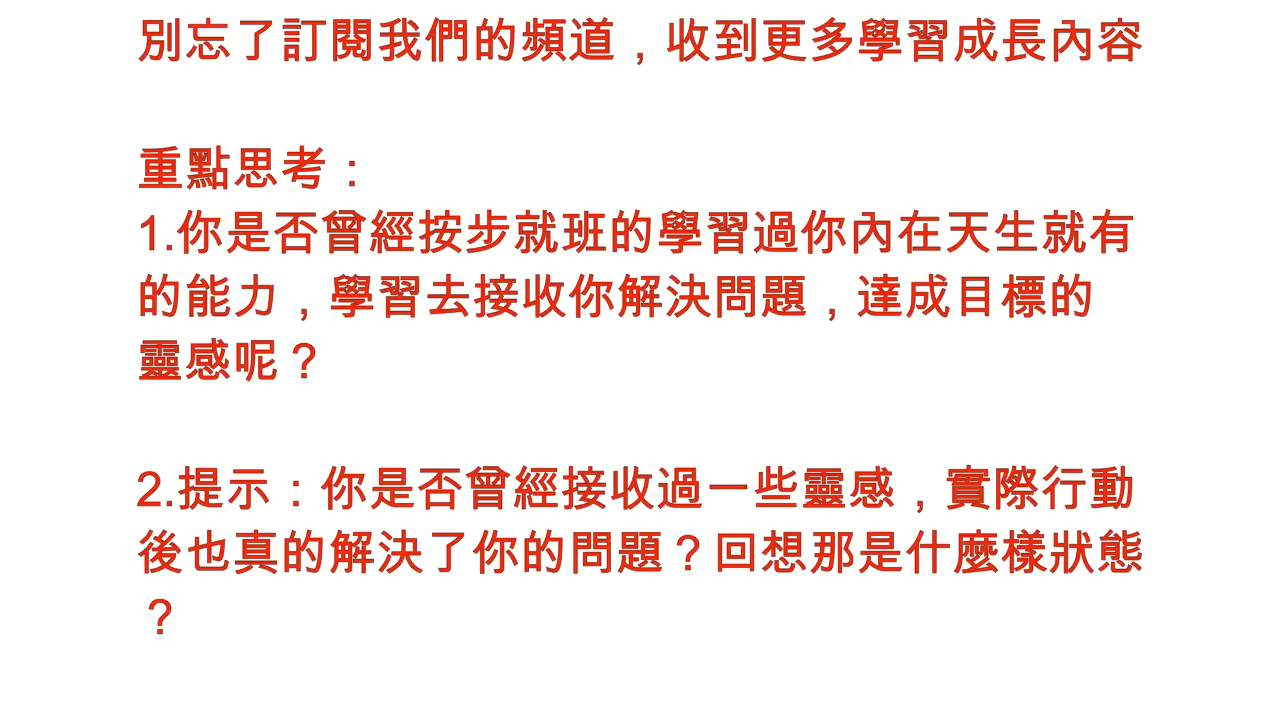 別忘了訂閱我們的頻道，收到更多學習成長內容
重點思考：
1.你是否曾經按步就班的學習過你內在天生就有
的能力，學習去接收你解決問題，達成目標的
靈感呢？
2.提示：你是否曾經接收過一些靈感，實際行動
後也真的解決了你的問題？回想那是什麼樣狀態
？